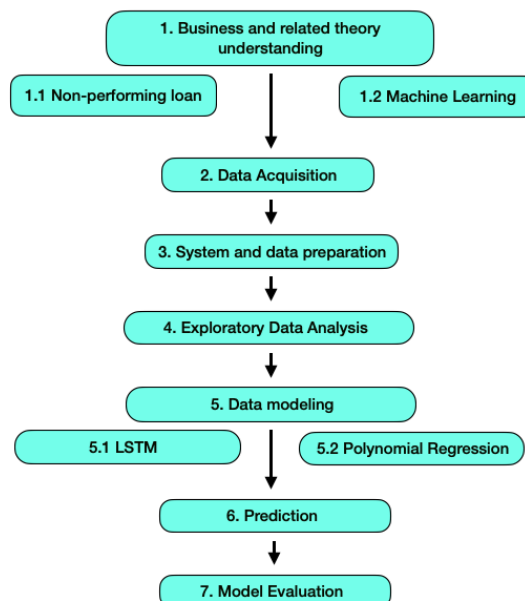 1. Business and related theory
understanding
1.1 Non-performing loan
1.2 Machine Learning
2. Data Acquisition
3. System and data preparation
4. Exploratory Data Analysis
5. Data modeling
5.1 LSTM
5.2 Polynomial Regression
6. Prediction
7. Model Evaluation